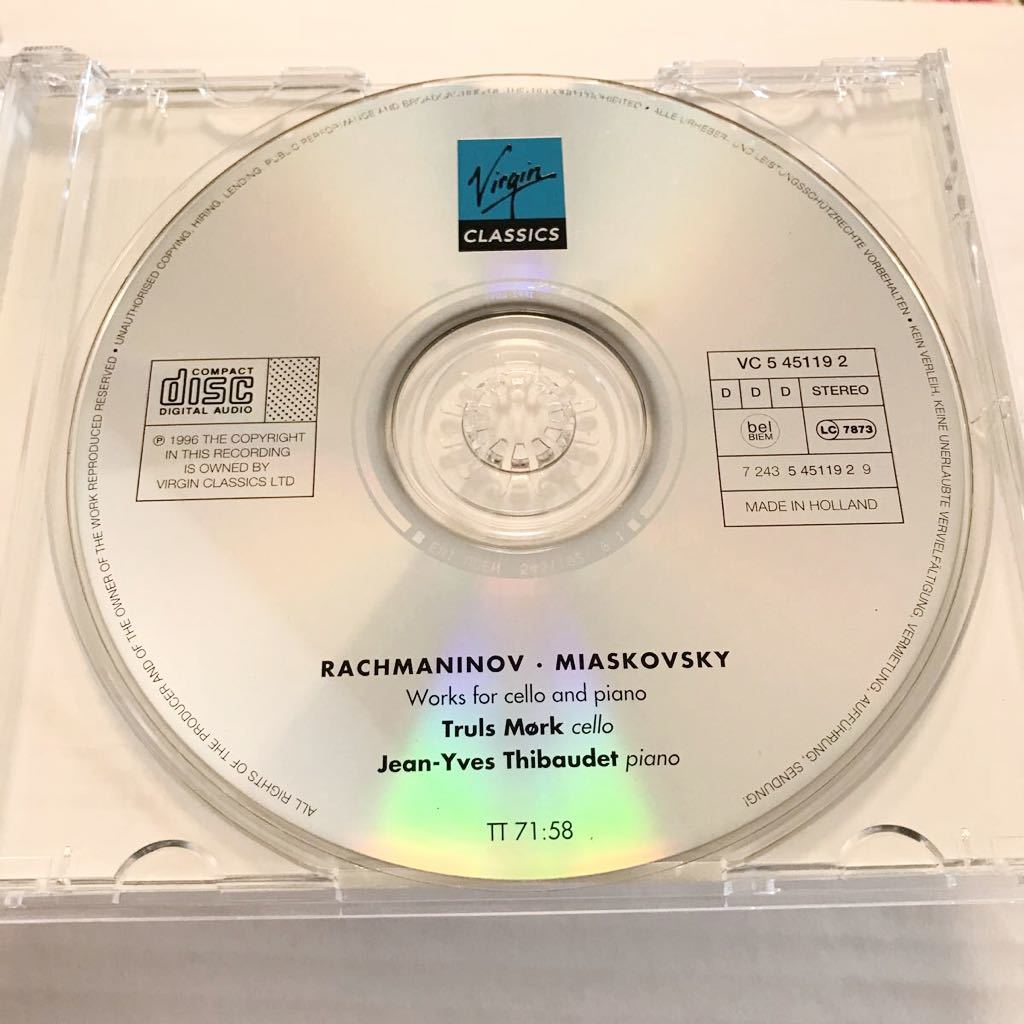 ALL RIGHTS OF THE PRODUCER AND OF THE OWNER OF THE WORK REPRODUCED RESERVED • UNAUTHORISED COPYING, HIRING, LENDING, PUBLIC PERFORMANCE AND BROADCASTING OF THE RECORD PROHIBITED • ALLE URHEBER- UND LEISTUNGSSCHUTZRECHTE VORBEHALTEN • KEIN VERLEIH, KEINE UNERLAUBTE VERVIELFÄLTIGUNG, VERMIETUNG, AUFFÜHRUNG, SENDUNG!
Virgin
CLASSICS
COMPACT
disc
DIGITAL AUDIO
℗ 1996 THE COPYRIGHT
IN THIS RECORDING
IS OWNED BY
VIRGIN CLASSICS LTD
VC 5 45119 2
D D D STEREO
bel
BIEM
LC 7873
7 243 5 45119 2 9
MADE IN HOLLAND
RACHMANINOV · MIASKOVSKY
Works for cello and piano
Truls Mørk cello
Jean-Yves Thibaudet piano
TT 71:58